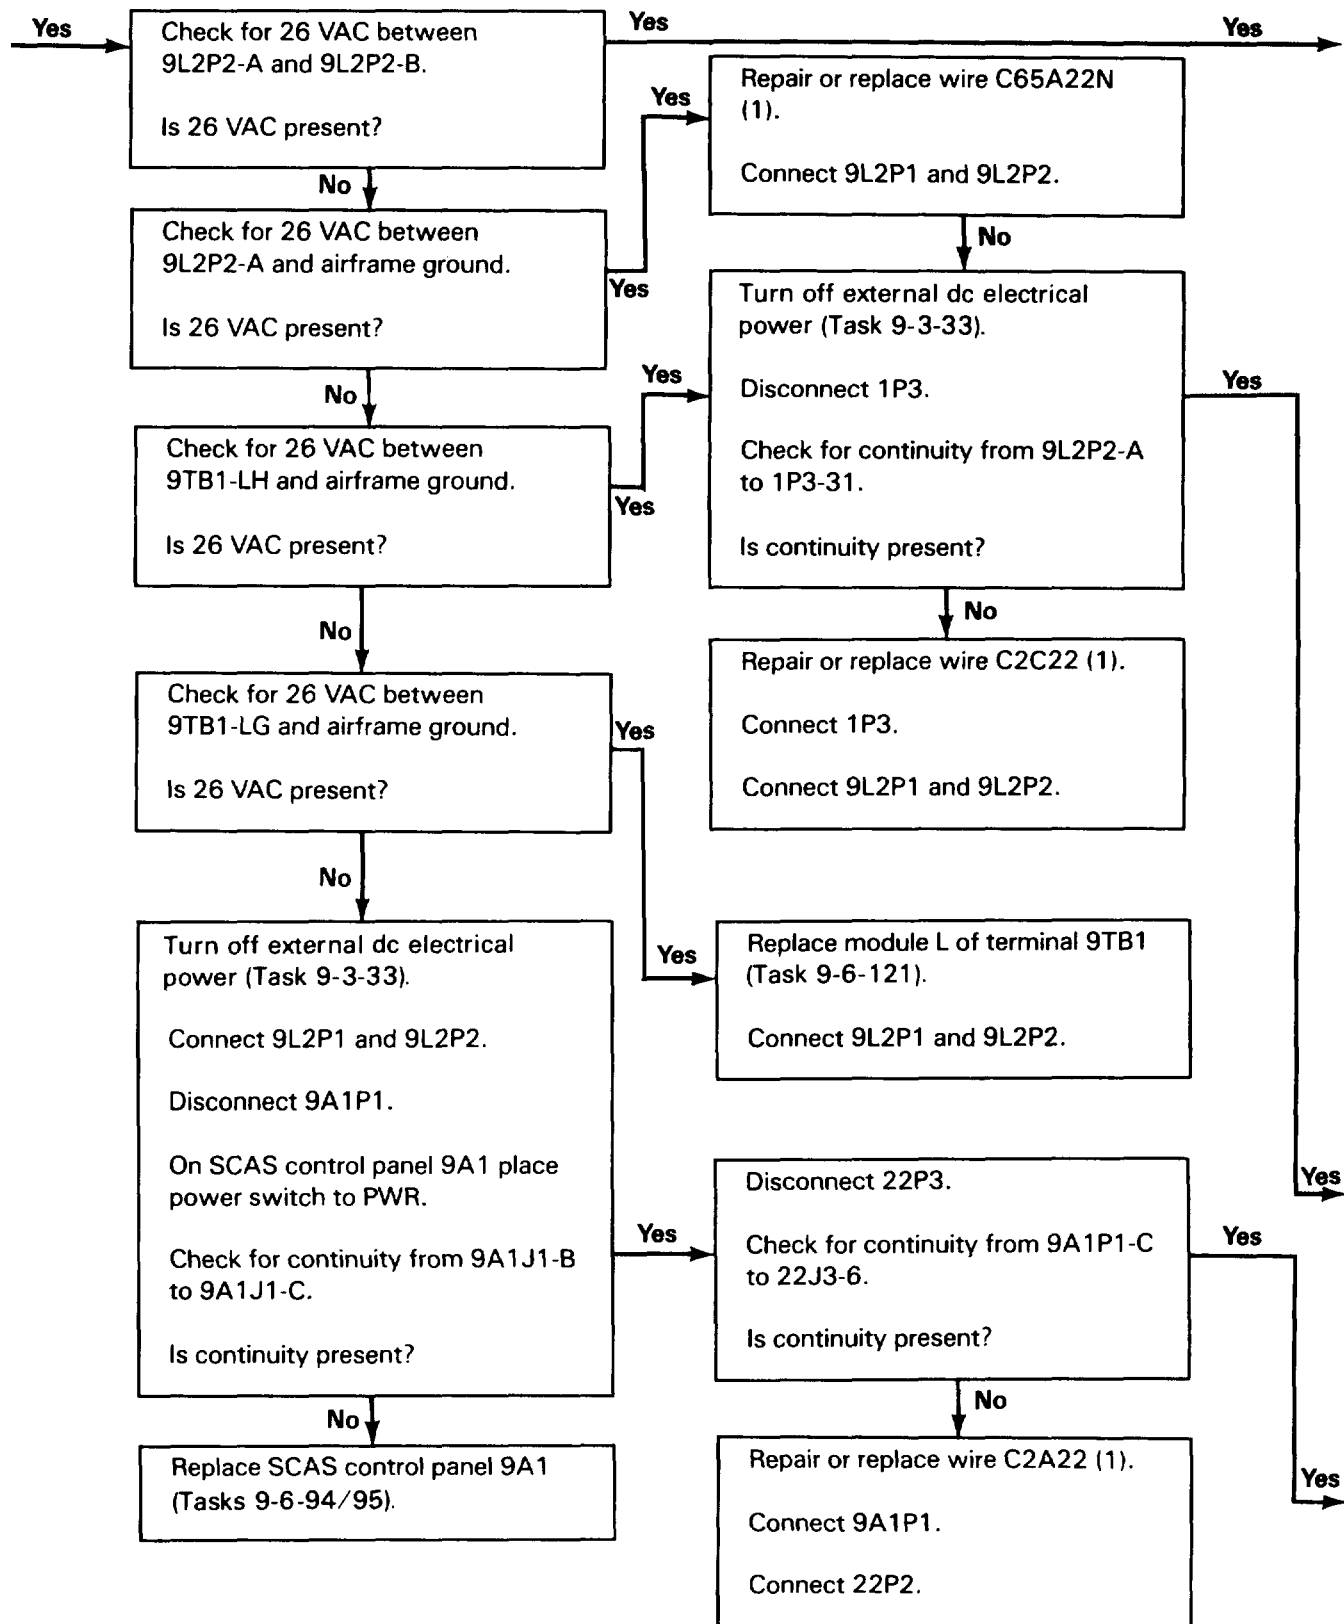 Yes
Check for 26 VAC between
9L2P2-A and 9L2P2-B.
Is 26 VAC present?
Yes
Yes
No
Check for 26 VAC between
9L2P2-A and airframe ground.
Is 26 VAC present?
Yes
Yes
Repair or replace wire C65A22N
(1).
Connect 9L2P1 and 9L2P2.
No
No
Check for 26 VAC between
9TB1-LH and airframe ground.
Is 26 VAC present?
Yes
Yes
Turn off external dc electrical
power (Task 9-3-33).
Disconnect 1P3.
Check for continuity from 9L2P2-A
to 1P3-31.
Is continuity present?
Yes
Yes
No
Repair or replace wire C2C22 (1).
Connect 1P3.
Connect 9L2P1 and 9L2P2.
No
Check for 26 VAC between
9TB1-LG and airframe ground.
Is 26 VAC present?
Yes
Yes
Replace module L of terminal 9TB1
(Task 9-6-121).
Connect 9L2P1 and 9L2P2.
No
Turn off external dc electrical
power (Task 9-3-33).
Connect 9L2P1 and 9L2P2.
Disconnect 9A1P1.
On SCAS control panel 9A1 place
power switch to PWR.
Check for continuity from 9A1J1-B
to 9A1J1-C.
Is continuity present?
Yes
Disconnect 22P3.
Check for continuity from 9A1P1-C
to 22J3-6.
Is continuity present?
Yes
Yes
No
Replace SCAS control panel 9A1
(Tasks 9-6-94/95).
No
Repair or replace wire C2A22 (1).
Connect 9A1P1.
Connect 22P2.